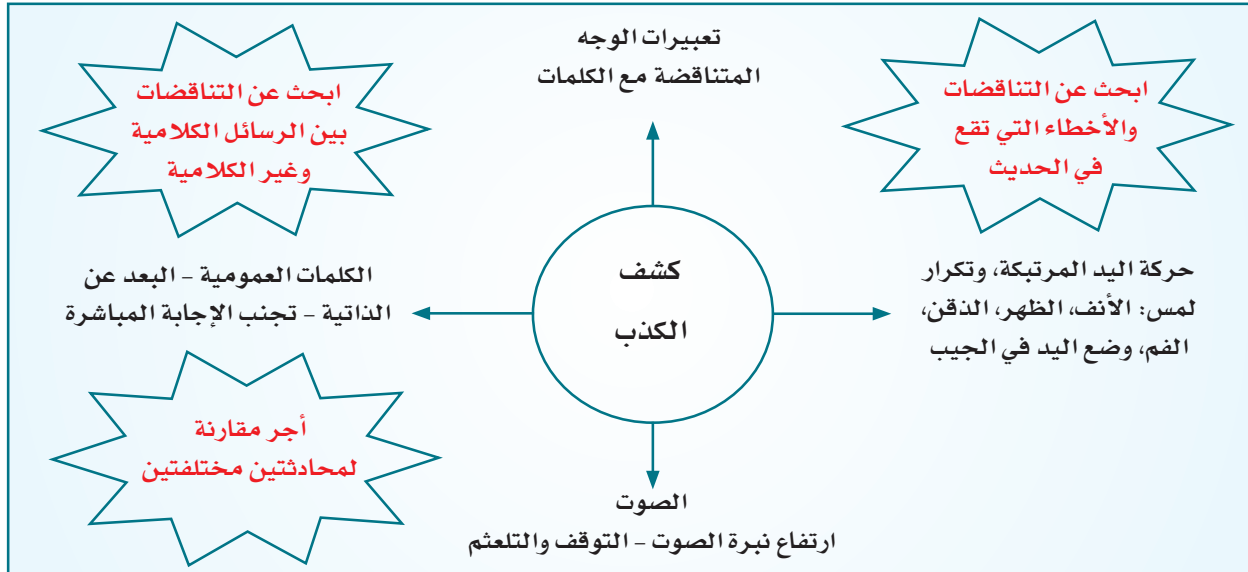 تعبيرات الوجه
المتناقضة مع الكلمات
ابحث عن التناقضات
والأخطاء التي تقع
في الحديث
ابحث عن التناقضات
بين الرسائل الكلامية
وغير الكلامية
كشف
الكذب
حركة اليد المرتبكة، وتكرار
لمس: الأنف، الظهر، الذقن،
الفم، وضع اليد في الجيب
الكلمات العمومية – البعد عن
الذاتية – تجنب الإجابة المباشرة
أجر مقارنة
لمحادثتين مختلفتين
الصوت
ارتفاع نبرة الصوت – التوقف والتلعثم